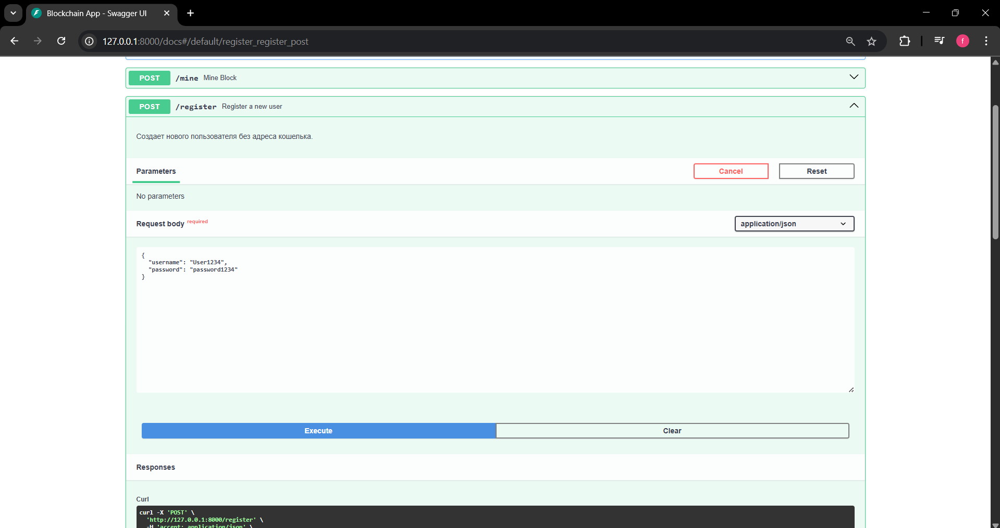 Blockchain App - Swagger UI
127.0.0.1:8000/docs#/default/register_register_post
f
POST /mine Mine Block
POST /register Register a new user
Создает нового пользователя без адреса кошелька.
Parameters
Cancel
Reset
No parameters
Request body required
application/json
{
"username": "User1234",
"password": "password1234"
}
Execute
Clear
Responses
Curl
curl -X 'POST' \
'http://127.0.0.1:8000/register' \
-H 'accept: application/json' \